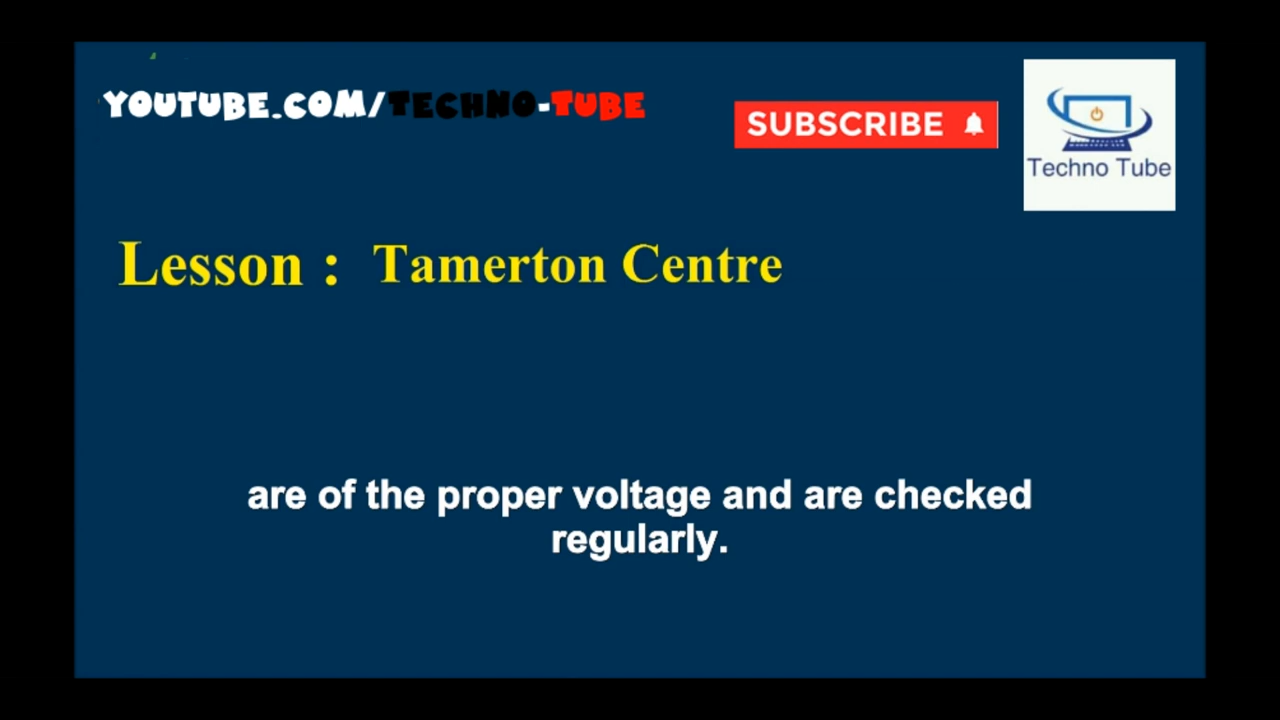 YOUTUBE.COM/TECHNO-TUBE
SUBSCRIBE
Techno Tube
Lesson : Tamerton Centre
are of the proper voltage and are checked
regularly.